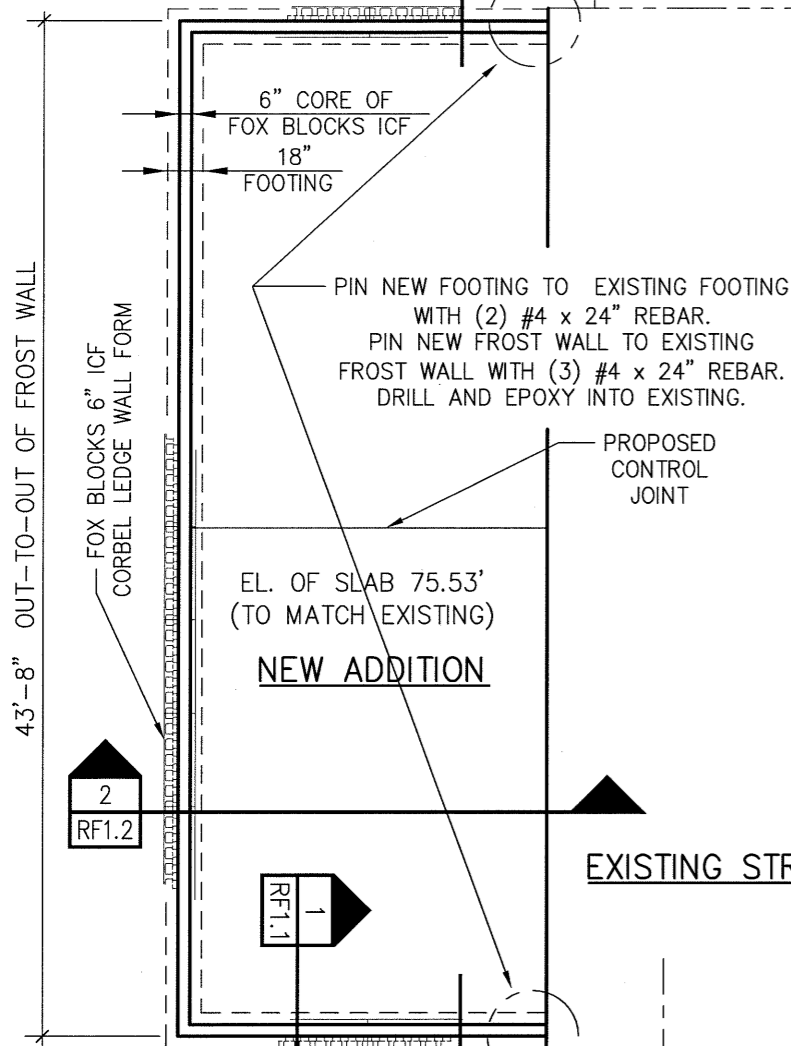 6" CORE OF
FOX BLOCKS ICF
18"
FOOTING
43'-8" OUT-TO-OUT OF FROST WALL
FOX BLOCKS 6" ICF
CORBEL LEDGE WALL FORM
PIN NEW FOOTING TO EXISTING FOOTING
WITH (2) #4 x 24" REBAR.
PIN NEW FROST WALL TO EXISTING
FROST WALL WITH (3) #4 x 24" REBAR.
DRILL AND EPOXY INTO EXISTING.
PROPOSED
CONTROL
JOINT
EL. OF SLAB 75.53'
(TO MATCH EXISTING)
NEW ADDITION
2
RF1.2
EXISTING STR
1
RF1.1